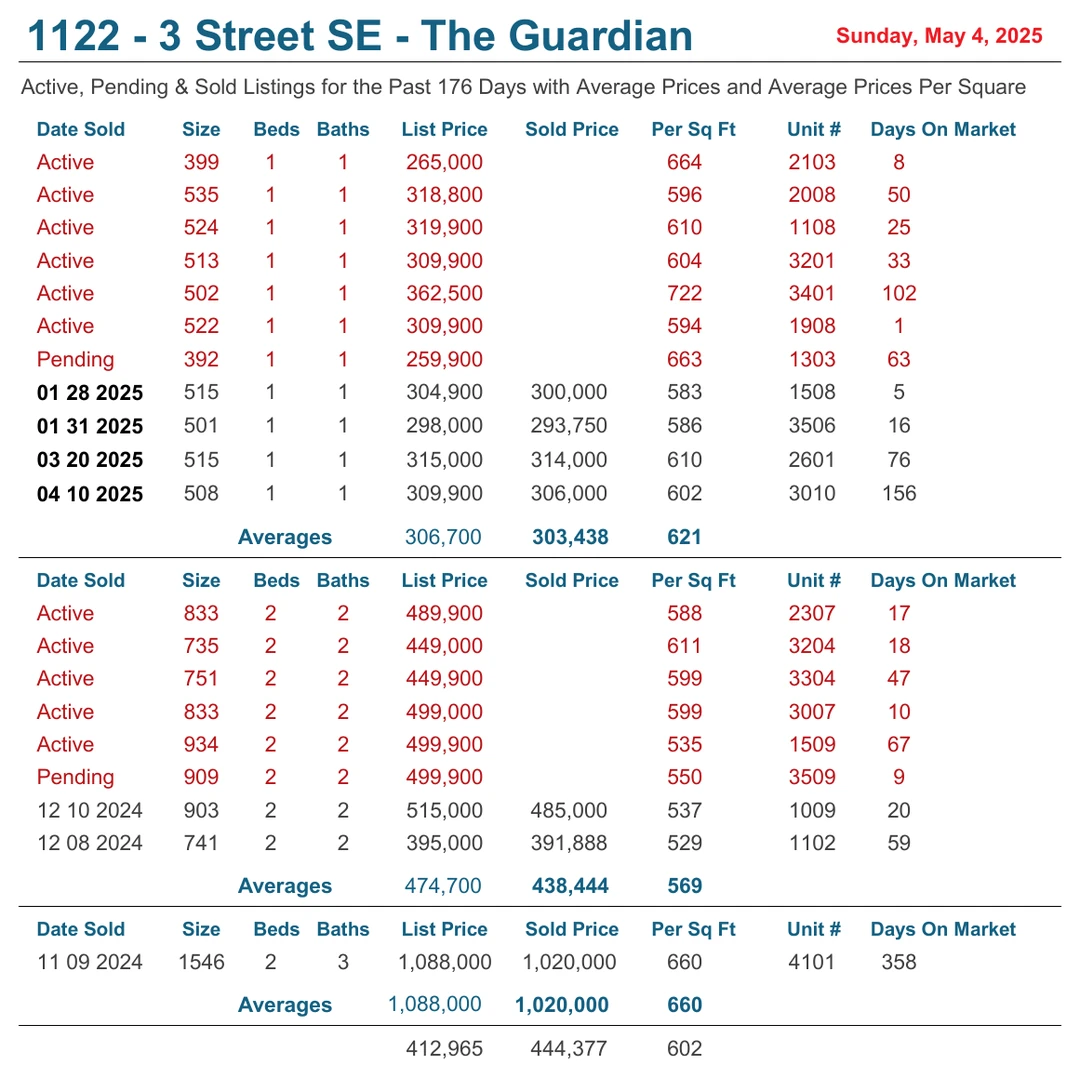 1122 - 3 Street SE - The Guardian Sunday, May 4, 2025
Active, Pending & Sold Listings for the Past 176 Days with Average Prices and Average Prices Per Square
Date Sold Size Beds Baths List Price Sold Price Per Sq Ft Unit # Days On Market
Active 399 1 1 265,000 664 2103 8
Active 535 1 1 318,800 596 2008 50
Active 524 1 1 319,900 610 1108 25
Active 513 1 1 309,900 604 3201 33
Active 502 1 1 362,500 722 3401 102
Active 522 1 1 309,900 594 1908 1
Pending 392 1 1 259,900 663 1303 63
01 28 2025 515 1 1 304,900 300,000 583 1508 5
01 31 2025 501 1 1 298,000 293,750 586 3506 16
03 20 2025 515 1 1 315,000 314,000 610 2601 76
04 10 2025 508 1 1 309,900 306,000 602 3010 156
Averages 306,700 303,438 621
Date Sold Size Beds Baths List Price Sold Price Per Sq Ft Unit # Days On Market
Active 833 2 2 489,900 588 2307 17
Active 735 2 2 449,000 611 3204 18
Active 751 2 2 449,900 599 3304 47
Active 833 2 2 499,000 599 3007 10
Active 934 2 2 499,900 535 1509 67
Pending 909 2 2 499,900 550 3509 9
12 10 2024 903 2 2 515,000 485,000 537 1009 20
12 08 2024 741 2 2 395,000 391,888 529 1102 59
Averages 474,700 438,444 569
Date Sold Size Beds Baths List Price Sold Price Per Sq Ft Unit # Days On Market
11 09 2024 1546 2 3 1,088,000 1,020,000 660 4101 358
Averages 1,088,000 1,020,000 660
412,965 444,377 602